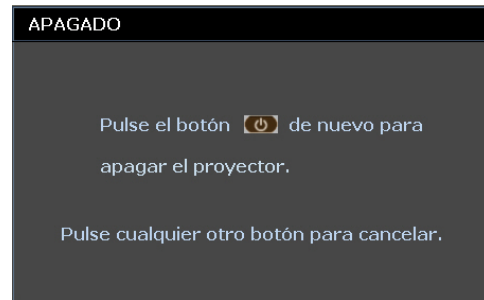 APAGADO
Pulse el botón de nuevo para
apagar el proyector.
Pulse cualquier otro botón para cancelar.